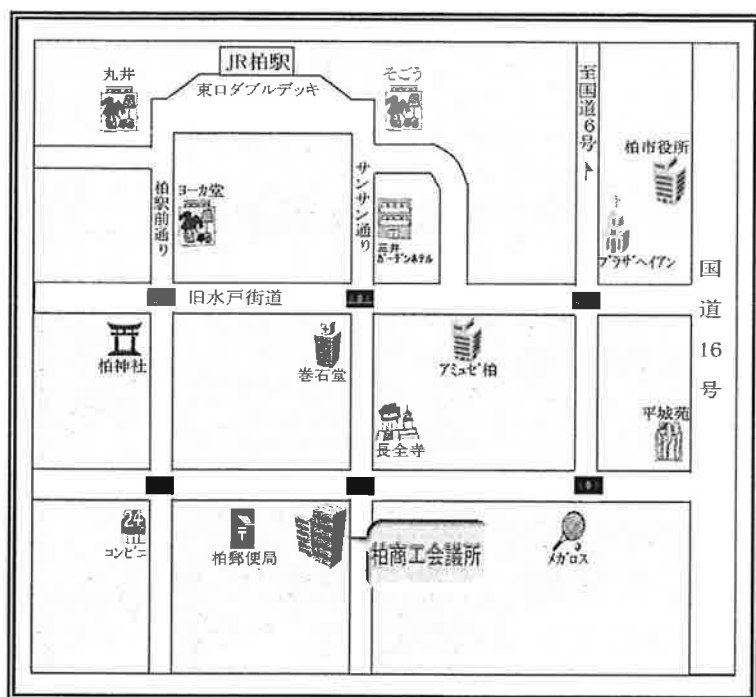 JR柏駅
東口ダブルデッキ
丸井
そごう
至国道6号
柏市役所
柏駅前通り
ヨーカ堂
サンサン通り
三井
ガーデンホテル
プラザヘイアン
国道16号
旧水戸街道
柏神社
巻石堂
アミュゼ柏
長全寺
平城苑
24
コンビニ
〒
柏郵便局
柏商工会議所
メガロス